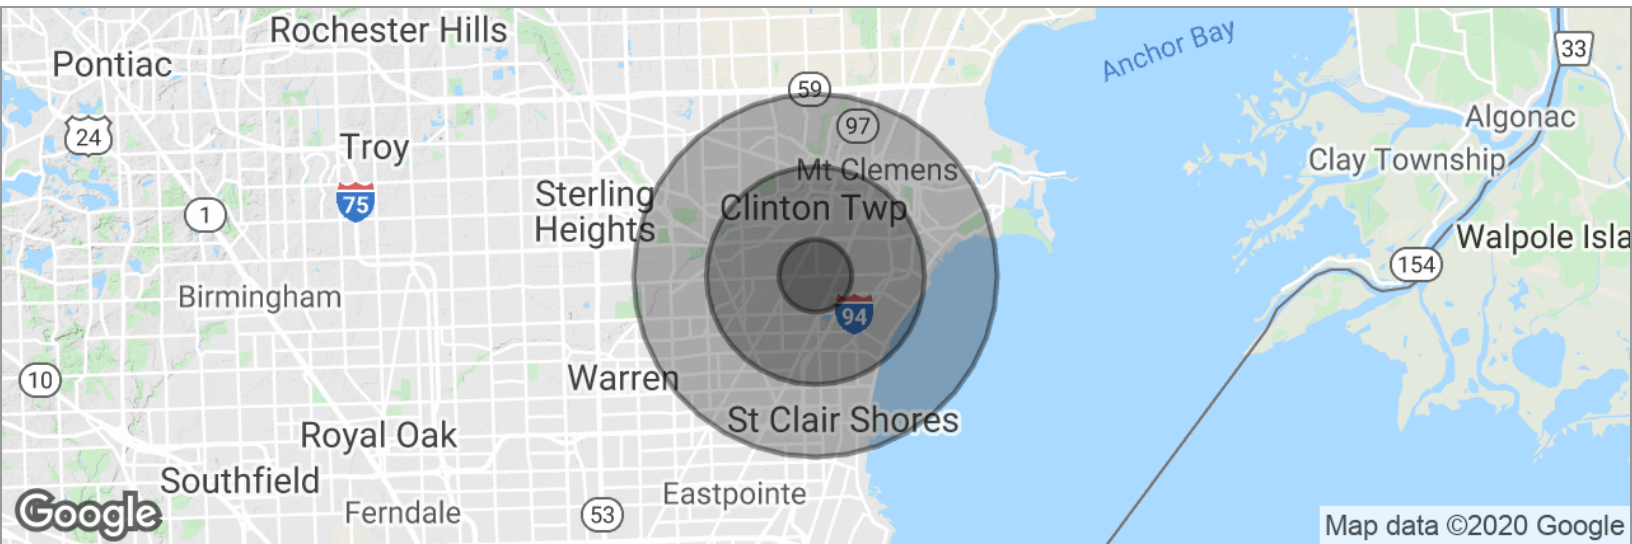 Rochester Hills
Anchor Bay
33
Pontiac
59
97
Algonac
24
Troy
Clay Township
Mt Clemens
Sterling
Heights
75
1
Clinton Twp
Walpole Isla
154
Birmingham
94
10
Warren
Royal Oak
St Clair Shores
Southfield
Eastpointe
Google
Ferndale
53
Map data ©2020 Google